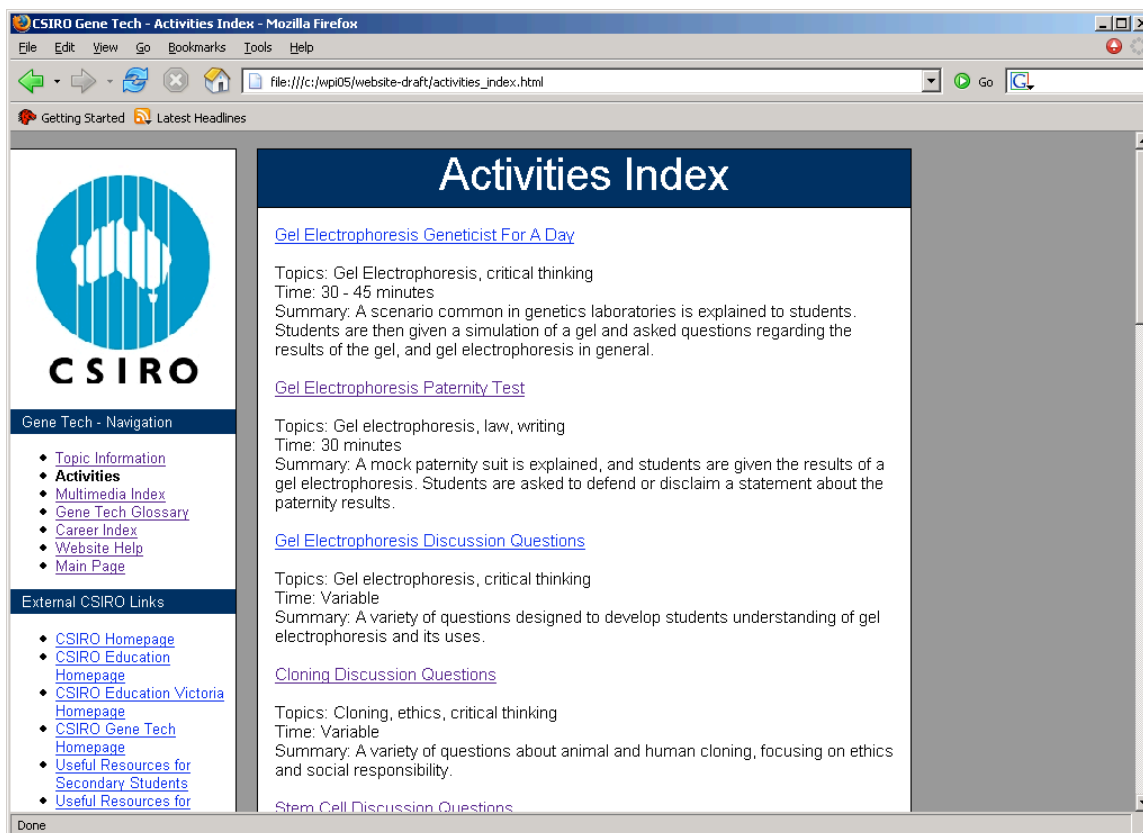 CSIRO Gene Tech - Activities Index - Mozilla Firefox
File Edit View Go Bookmarks Tools Help
file:///c:/wpi05/website-draft/activities_index.html
Go
G
Getting Started
Latest Headlines
CSIRO
Gene Tech - Navigation
Topic Information
Activities
Multimedia Index
Gene Tech Glossary
Career Index
Website Help
Main Page
External CSIRO Links
CSIRO Homepage
CSIRO Education
Homepage
CSIRO Education Victoria
Homepage
CSIRO Gene Tech
Homepage
Useful Resources for
Secondary Students
Useful Resources for
Activities Index
Gel Electrophoresis Geneticist For A Day
Topics: Gel Electrophoresis, critical thinking
Time: 30 - 45 minutes
Summary: A scenario common in genetics laboratories is explained to students.
Students are then given a simulation of a gel and asked questions regarding the
results of the gel, and gel electrophoresis in general.
Gel Electrophoresis Paternity Test
Topics: Gel electrophoresis, law, writing
Time: 30 minutes
Summary: A mock paternity suit is explained, and students are given the results of a
gel electrophoresis. Students are asked to defend or disclaim a statement about the
paternity results.
Gel Electrophoresis Discussion Questions
Topics: Gel electrophoresis, critical thinking
Time: Variable
Summary: A variety of questions designed to develop students understanding of gel
electrophoresis and its uses.
Cloning Discussion Questions
Topics: Cloning, ethics, critical thinking
Time: Variable
Summary: A variety of questions about animal and human cloning, focusing on ethics
and social responsibility.
Stem Cell Discussion Questions
Done